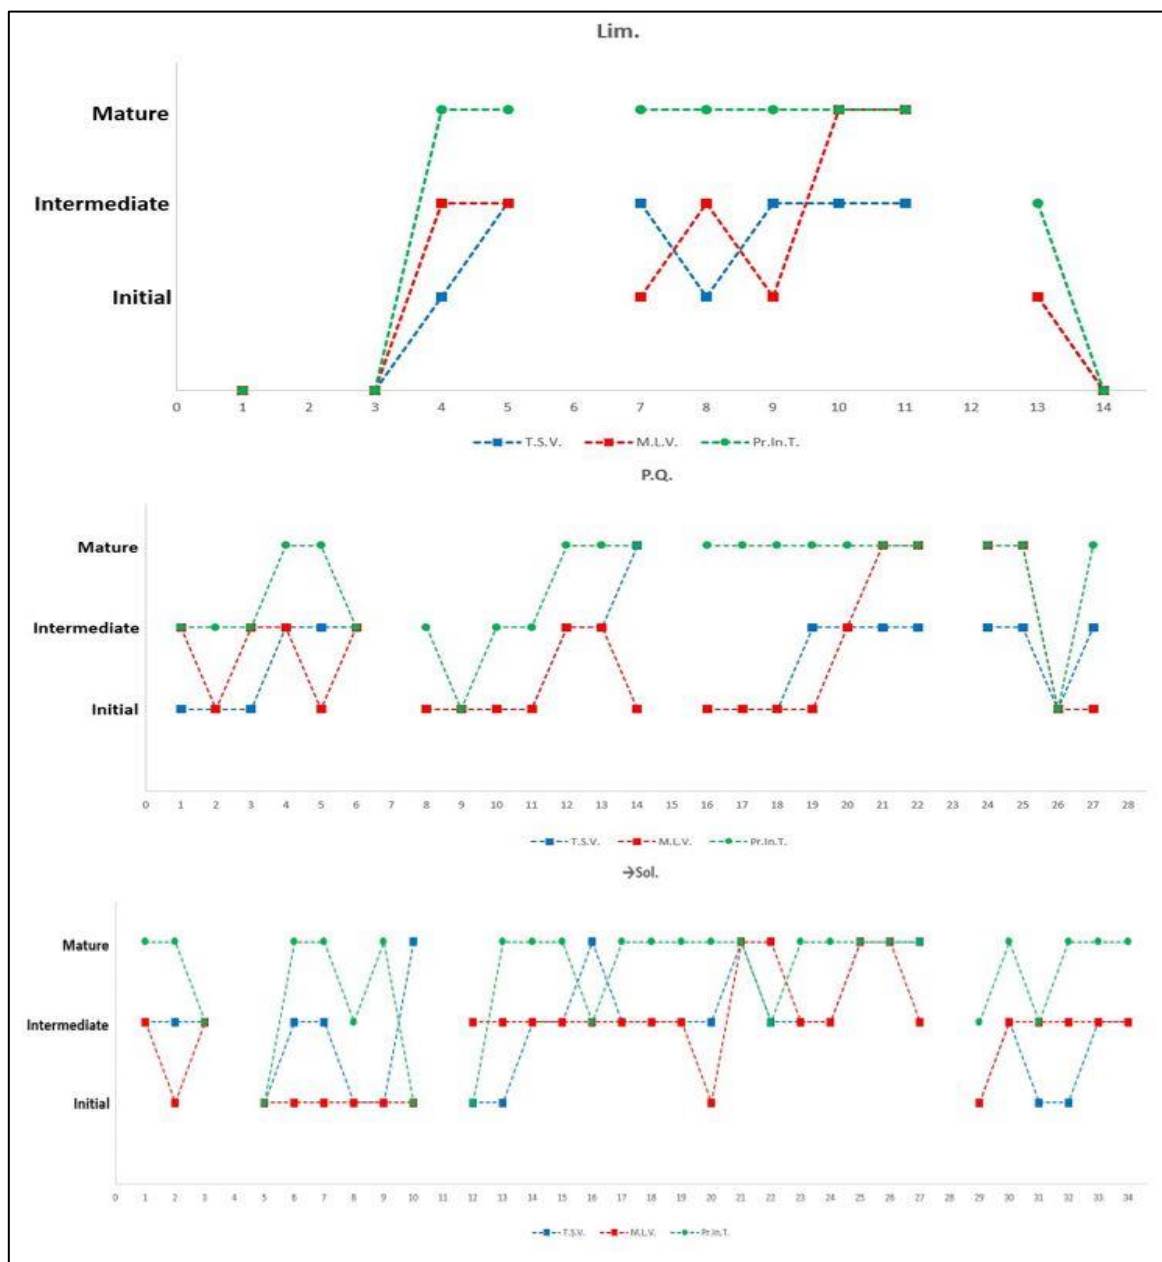 Lim.
Mature
Intermediate
Initial
0 1 2 3 4 5 6 7 8 9 10 11 12 13 14
T.S.V. M.L.V. Pr.In.T.
P.Q.
Mature
Intermediate
Initial
0 1 2 3 4 5 6 7 8 9 10 11 12 13 14 15 16 17 18 19 20 21 22 23 24 25 26 27 28
T.S.V. M.L.V. Pr.In.T.
→Sol.
Mature
Intermediate
Initial
0 1 2 3 4 5 6 7 8 9 10 11 12 13 14 15 16 17 18 19 20 21 22 23 24 25 26 27 28 29 30 31 32 33 34
T.S.V. M.L.V. Pr.In.T.